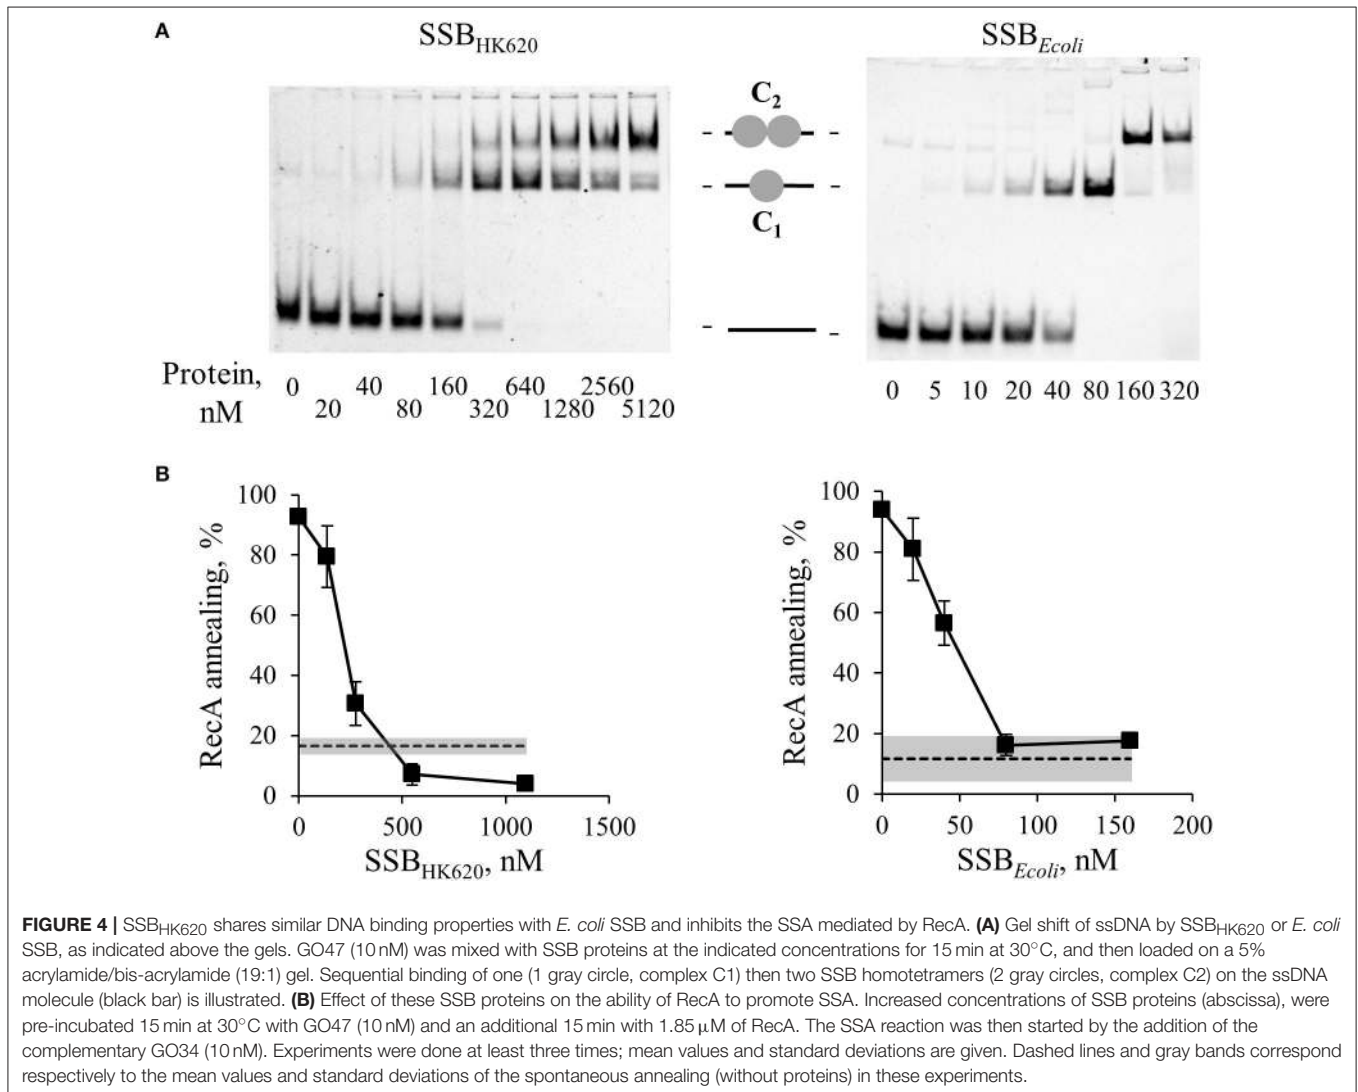 A
SSBHK620
SSBEcoli
C2
C1
Protein,
nM
0 20 40 80 160 320 640 1280 2560 5120
0 5 10 20 40 80 160 320
B
RecA annealing, %
100
80
60
40
20
0
0 500 1000 1500
SSBHK620, nM
RecA annealing, %
100
80
60
40
20
0
0 50 100 150 200
SSBEcoli, nM
FIGURE 4 | SSBHK620 shares similar DNA binding properties with E. coli SSB and inhibits the SSA mediated by RecA. (A) Gel shift of ssDNA by SSBHK620 or E. coli
SSB, as indicated above the gels. GO47 (10 nM) was mixed with SSB proteins at the indicated concentrations for 15 min at 30°C, and then loaded on a 5%
acrylamide/bis-acrylamide (19:1) gel. Sequential binding of one (1 gray circle, complex C1) then two SSB homotetramers (2 gray circles, complex C2) on the ssDNA
molecule (black bar) is illustrated. (B) Effect of these SSB proteins on the ability of RecA to promote SSA. Increased concentrations of SSB proteins (abscissa), were
pre-incubated 15 min at 30°C with GO47 (10 nM) and an additional 15 min with 1.85 μM of RecA. The SSA reaction was then started by the addition of the
complementary GO34 (10 nM). Experiments were done at least three times; mean values and standard deviations are given. Dashed lines and gray bands correspond
respectively to the mean values and standard deviations of the spontaneous annealing (without proteins) in these experiments.